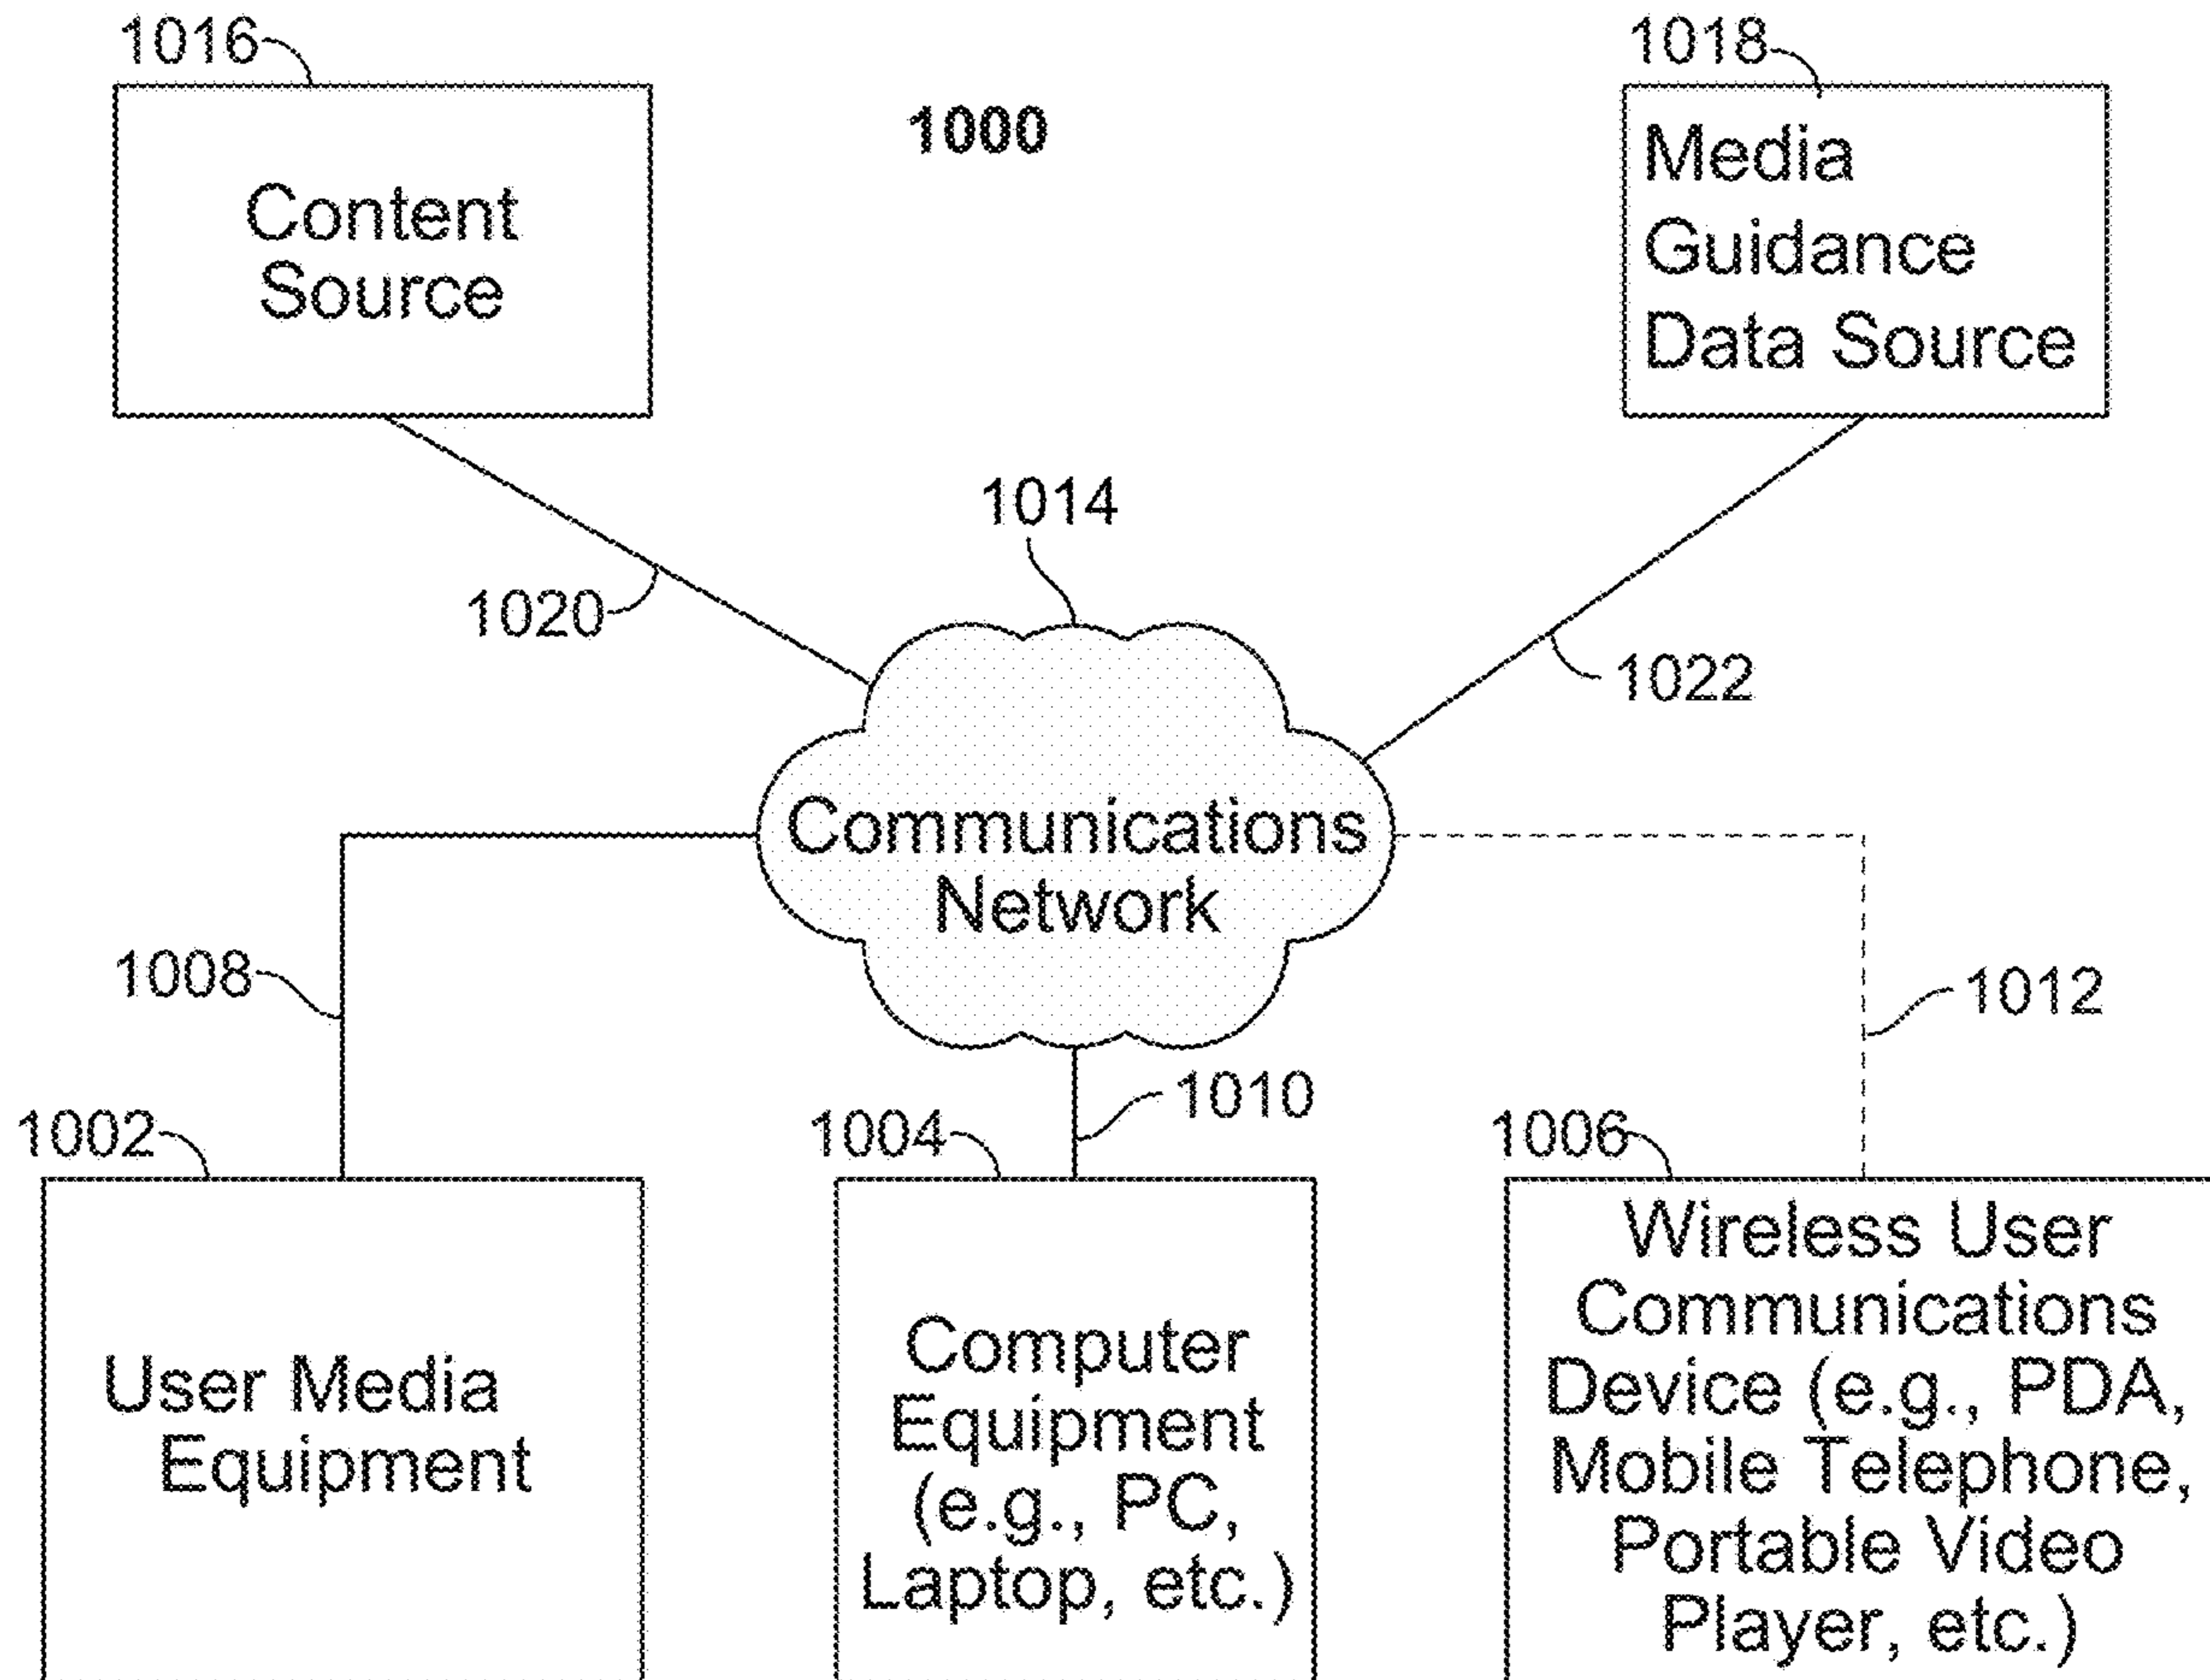 1016
1018
1000
Content
Source
Media
Guidance
Data Source
1014
1020
1022
Communications
Network
1008
1012
1010
1002
1004
1006
User Media
Equipment
Computer
Equipment
(e.g., PC,
Laptop, etc.)
Wireless User
Communications
Device (e.g., PDA,
Mobile Telephone,
Portable Video
Player, etc.)